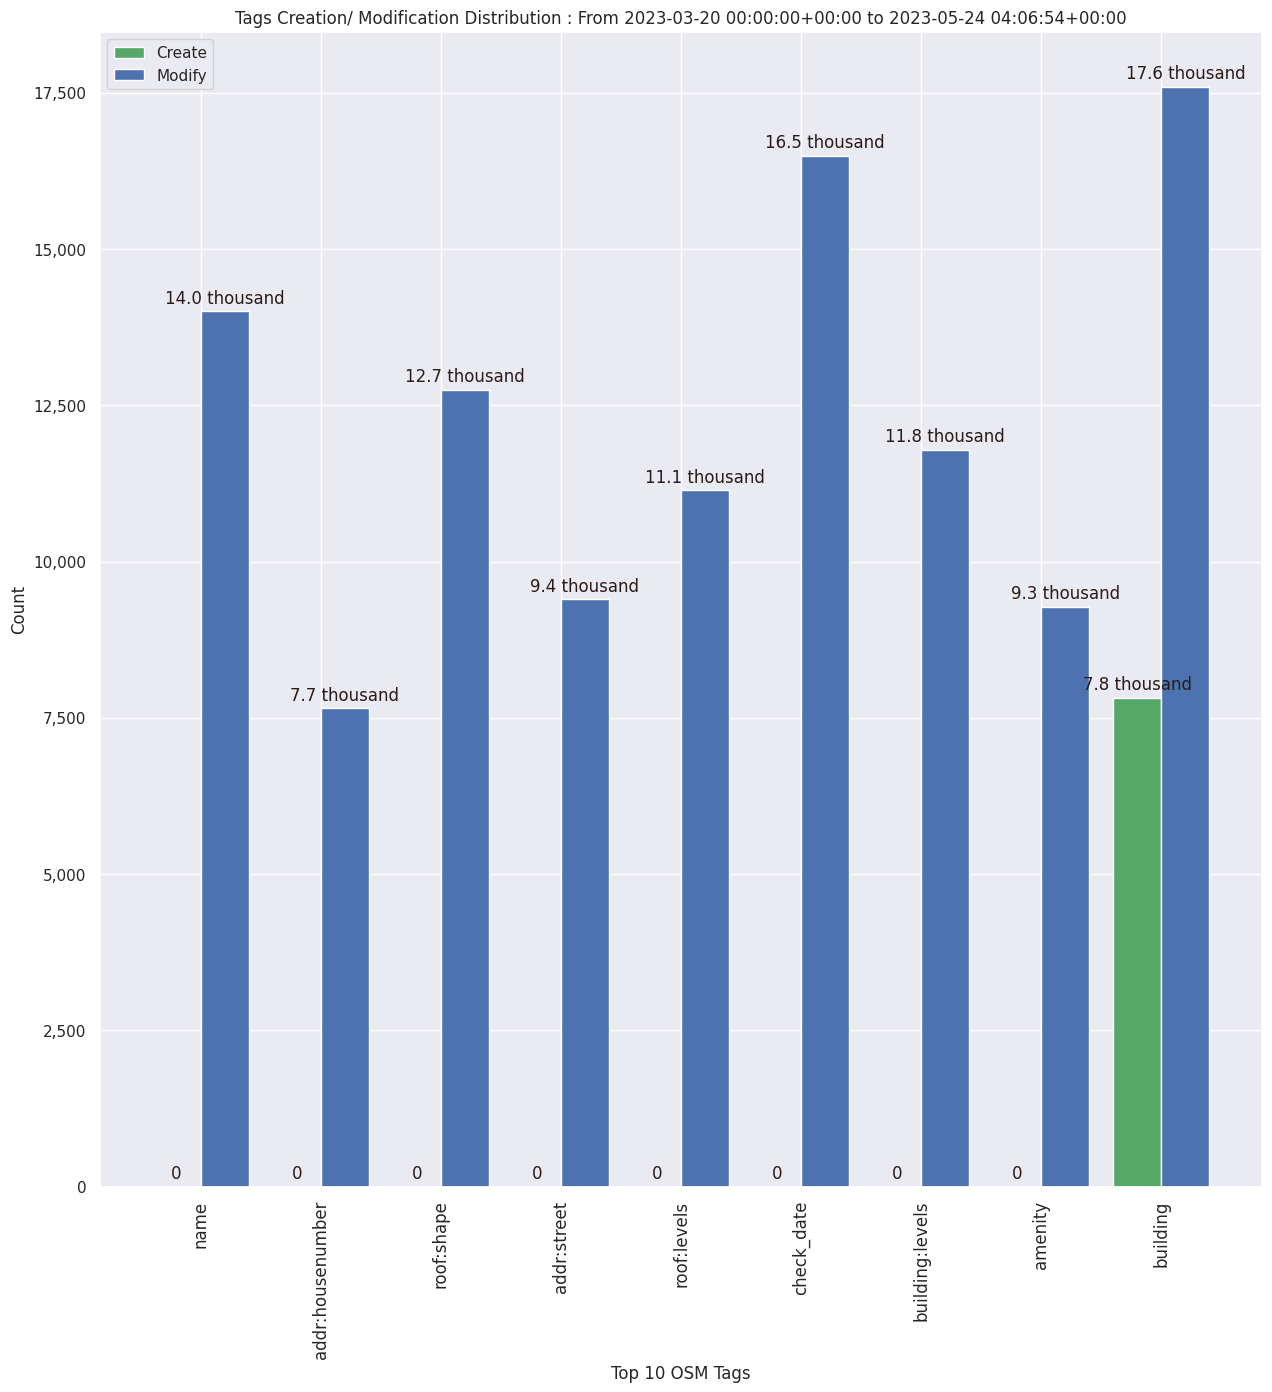 Tags Creation/ Modification Distribution : From 2023-03-20 00:00:00+00:00 to 2023-05-24 04:06:54+00:00
Create
Modify
17.6 thousand
17,500
16.5 thousand
15,000
14.0 thousand
12.7 thousand
12,500
11.8 thousand
11.1 thousand
10,000
9.4 thousand
9.3 thousand
Count
7.8 thousand
7.7 thousand
7,500
5,000
2,500
0 0 0 0 0 0 0 0
0
name
addr:housenumber
roof:shape
addr:street
roof:levels
check_date
building:levels
amenity
building
Top 10 OSM Tags